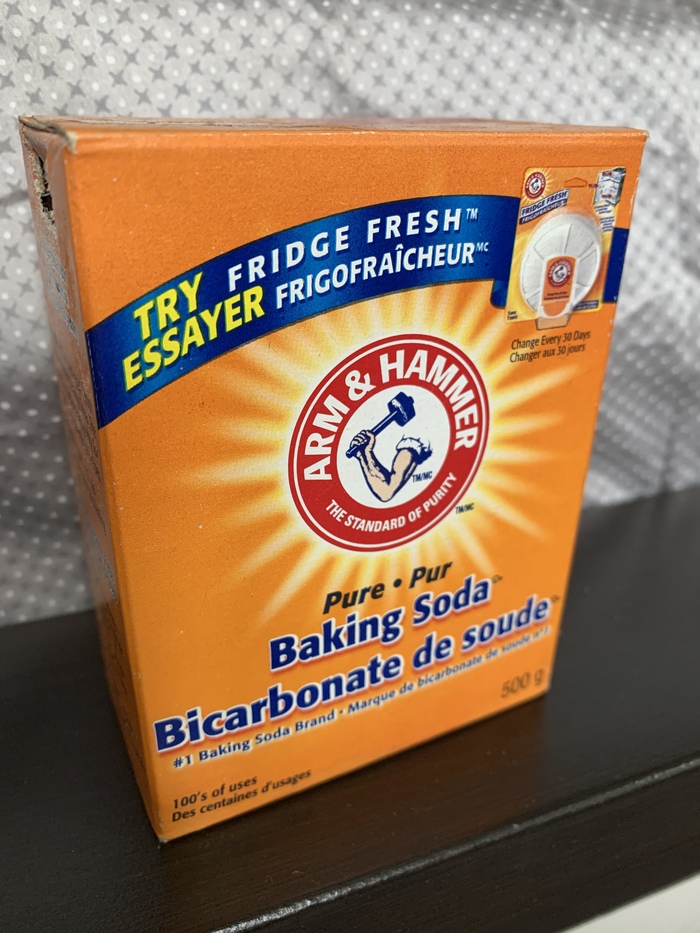 TRY FRIDGE FRESH™
ESSAYER FRIGOFRAÎCHEUR MC
FRIDGE FRESH
Change Every 30 Days
Changer aux 30 jours
ARM & HAMMER
TM/MC
THE STANDARD OF PURITY
TM/MC
Pure • Pur
Baking Soda
Bicarbonate de soude
#1 Baking Soda Brand • Marque de bicarbonate de soude n°1
500 g
100's of uses
Des centaines d'usages